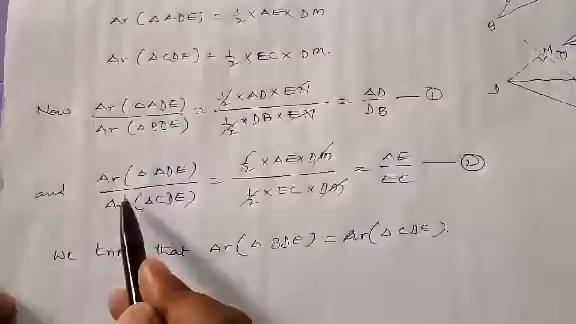 Ar(△ADE) = 1/2 × AE × DM
Ar(△CDE) = 1/2 × EC × DM.
Now Ar(△ADE)/Ar(△BDE) = (1/2 × AD × EN)/(1/2 × DB × EN) = AD/DB — ①
and Ar(△ADE)/Ar(△CDE) = (1/2 × AE × DM)/(1/2 × EC × DM) = AE/EC — ②
We that Ar(△BDE) = Ar(△CDE).
B
M
D